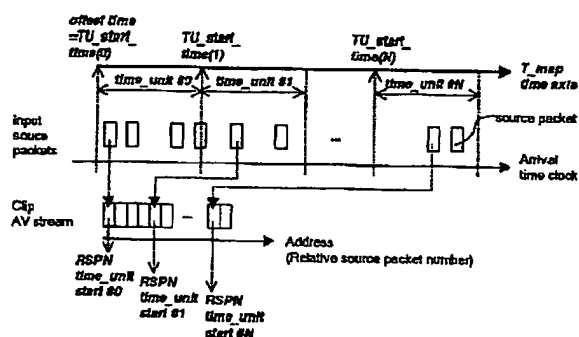 offset time
=TU_start_
time(0)
TU_start_
time(1)
TU_start_
time(N)
T_map
time axis
time_unit #0
time_unit #1
time_unit #N
source packet
Input
souce
packets
...
Arrival
time clock
Clip
AV stream
...
Address
(Relative source packet number)
RSPN
time_unit
start #0
RSPN
time_unit
start #1
RSPN
time_unit
start #N